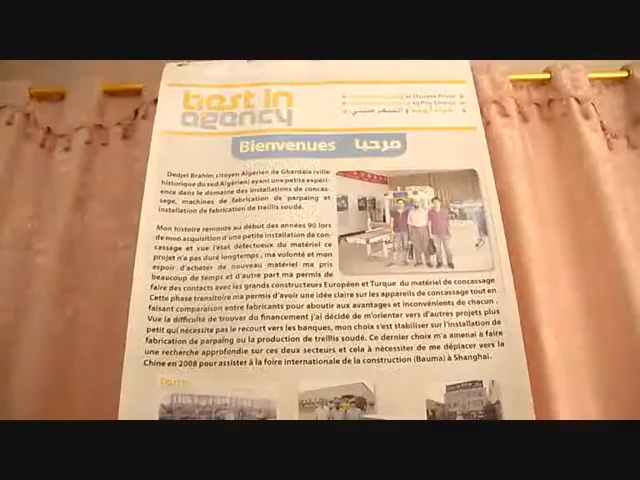 best in
agency
at Chinese Prices
au Prix Chinois
و السعر صيني
Bienvenues مرحبا
Dedjel Brahim citoyen Algérien de Ghardaia (ville
historique du sud Algérien) ayant une petite expéri-
ence dans le domaine des installations de concas-
sage, machines de fabrication de parpaing et
installation de fabrication de treillis soudé.
Mon histoire remonte au début des années 90 lors
de mon acquisition d'une petite installation de con-
cassage et vue l'état défectueux du matériel ce
projet n'a pas duré longtemps, ma volonté et mon
espoir d'acheter de nouveau matériel ma pris
beaucoup de temps et d'autre part ma permis de
faire des contacts avec les grands constructeurs Européen et Turque du matériel de concassage.
Cette phase transitoire ma permis d'avoir une idée claire sur les appareils de concassage tout en
faisant comparaison entre fabricants pour aboutir aux avantages et inconvénients de chacun.
Vue la difficulté de trouver du financement j'ai décidé de m'orienter vers d'autres projets plus
petit qui nécessite pas le recourt vers les banques, mon choix s'est stabiliser sur l'installation de
fabrication de parpaing ou la production de treillis soudé. Ce dernier choix m'a amenai à faire
une recherche approfondie sur ces deux secteurs et cela à nécessiter de me déplacer vers la
Chine en 2008 pour assister à la foire internationale de la construction (Bauma) à Shanghai.